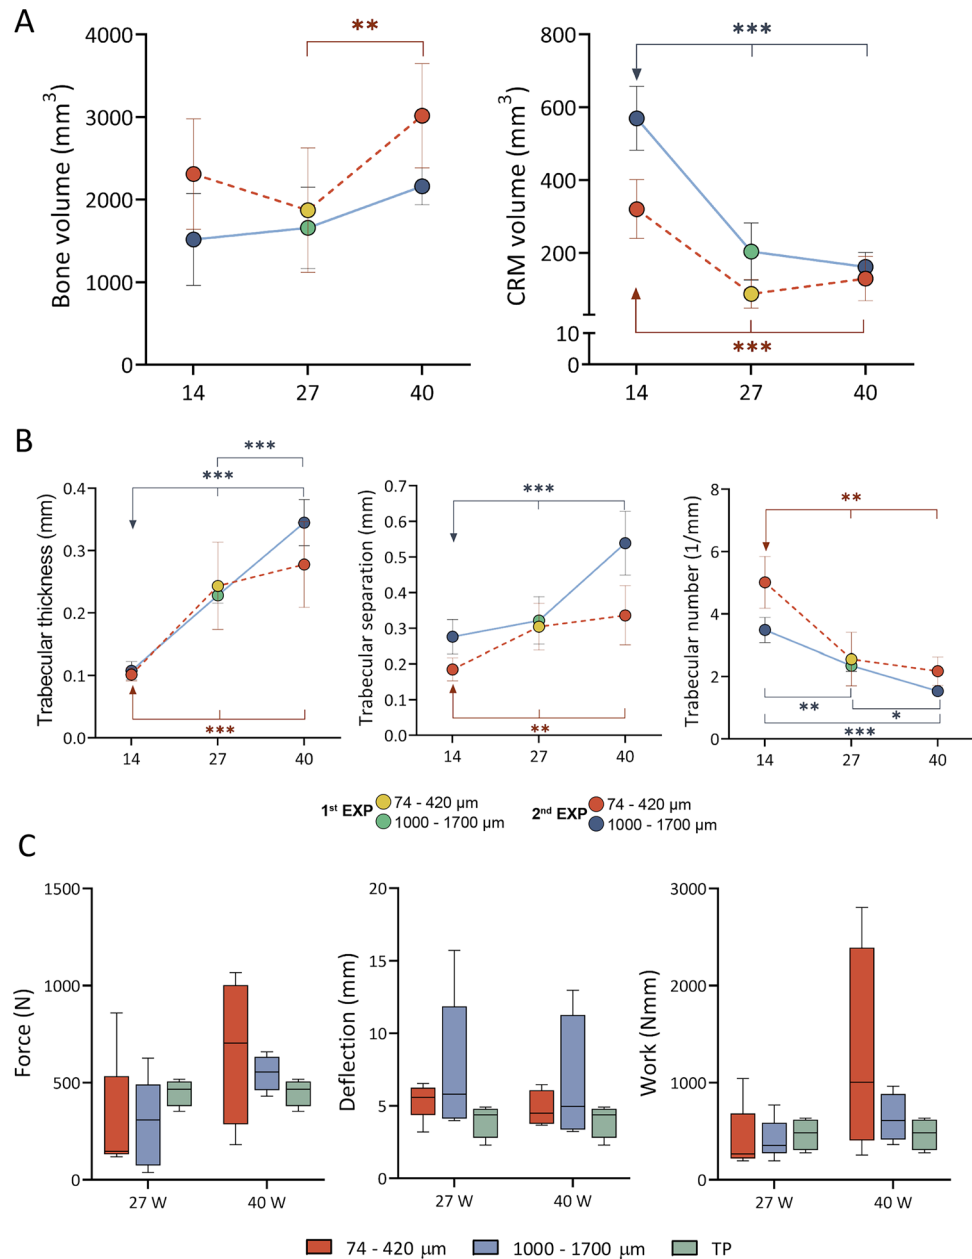 A
Bone volume (mm³)
4000
3000
2000
1000
0
**
14 27 40
CRM volume (mm³)
800
600
400
200
10
0
***
***
14 27 40
B
Trabecular thickness (mm)
0.4
0.3
0.2
0.1
0.0
***
***
***
14 27 40
Trabecular separation (mm)
0.7
0.6
0.5
0.4
0.3
0.2
0.1
0.0
***
**
14 27 40
Trabecular number (1/mm)
8
6
4
2
0
**
**
*
***
14 27 40
1st EXP 74 - 420 µm 2nd EXP 74 - 420 µm
1000 - 1700 µm 1000 - 1700 µm
C
Force (N)
1500
1000
500
0
27 W 40 W
Deflection (mm)
20
15
10
5
0
27 W 40 W
Work (Nmm)
3000
2000
1000
0
27 W 40 W
74 - 420 µm 1000 - 1700 µm TP